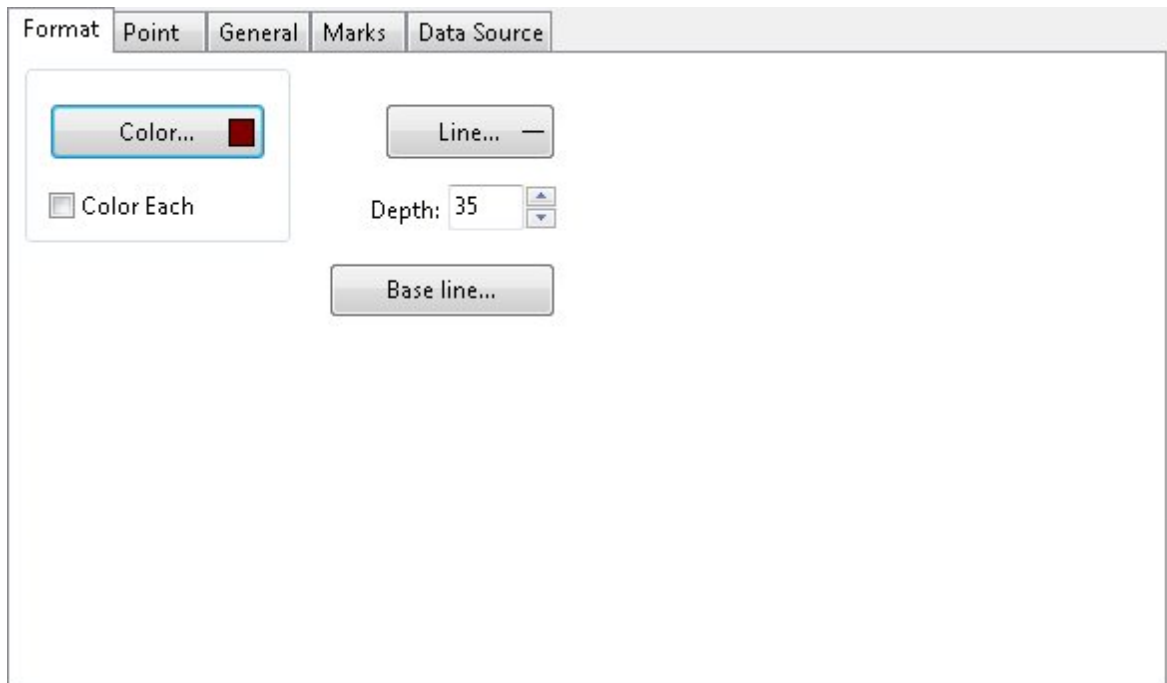 Format Point General Marks Data Source
Color... Line...
Color Each Depth: 35
Base line...